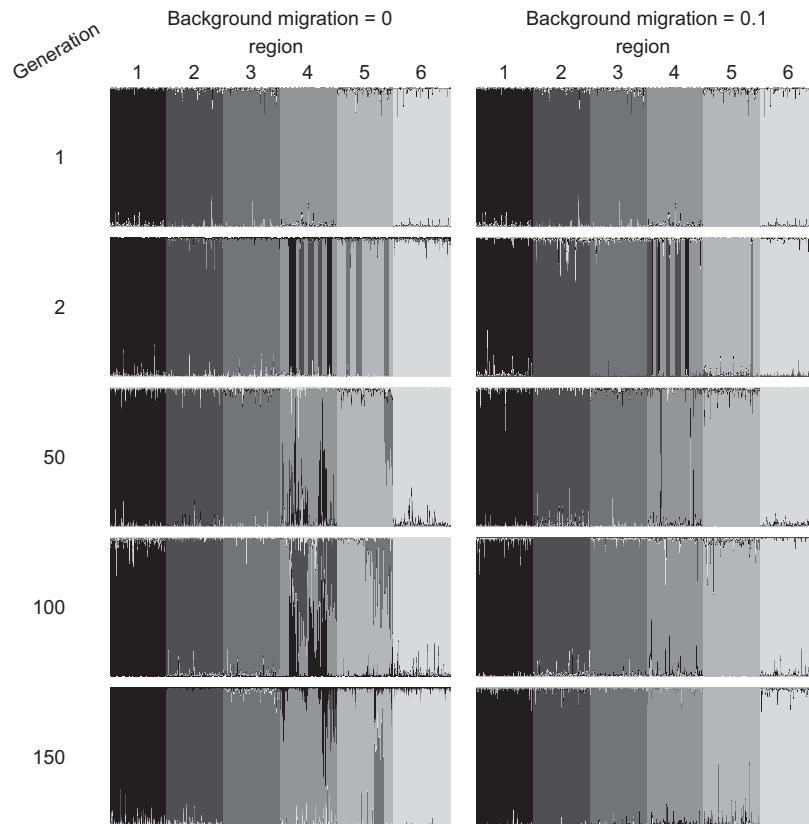 Background migration = 0
Background migration = 0.1
Generation
region
region
1 2 3 4 5 6
1 2 3 4 5 6
1
2
50
100
150